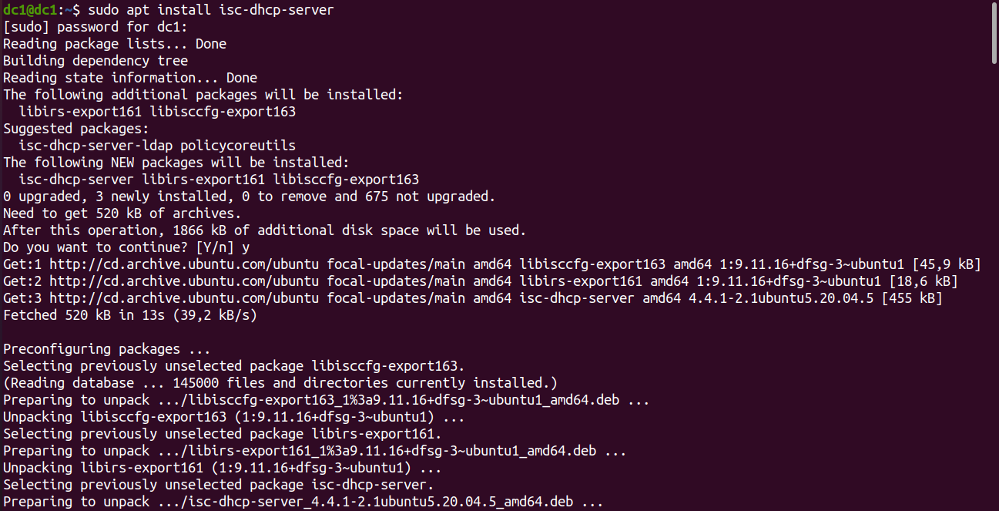 dc1@dc1:~$ sudo apt install isc-dhcp-server
[sudo] password for dc1:
Reading package lists... Done
Building dependency tree
Reading state information... Done
The following additional packages will be installed:
  libirs-export161 libisccfg-export163
Suggested packages:
  isc-dhcp-server-ldap policycoreutils
The following NEW packages will be installed:
  isc-dhcp-server libirs-export161 libisccfg-export163
0 upgraded, 3 newly installed, 0 to remove and 675 not upgraded.
Need to get 520 kB of archives.
After this operation, 1866 kB of additional disk space will be used.
Do you want to continue? [Y/n] y
Get:1 http://cd.archive.ubuntu.com/ubuntu focal-updates/main amd64 libisccfg-export163 amd64 1:9.11.16+dfsg-3~ubuntu1 [45,9 kB]
Get:2 http://cd.archive.ubuntu.com/ubuntu focal-updates/main amd64 libirs-export161 amd64 1:9.11.16+dfsg-3~ubuntu1 [18,6 kB]
Get:3 http://cd.archive.ubuntu.com/ubuntu focal-updates/main amd64 isc-dhcp-server amd64 4.4.1-2.1ubuntu5.20.04.5 [455 kB]
Fetched 520 kB in 13s (39,2 kB/s)
Preconfiguring packages ...
Selecting previously unselected package libisccfg-export163.
(Reading database ... 145000 files and directories currently installed.)
Preparing to unpack .../libisccfg-export163_1%3a9.11.16+dfsg-3~ubuntu1_amd64.deb ...
Unpacking libisccfg-export163 (1:9.11.16+dfsg-3~ubuntu1) ...
Selecting previously unselected package libirs-export161.
Preparing to unpack .../libirs-export161_1%3a9.11.16+dfsg-3~ubuntu1_amd64.deb ...
Unpacking libirs-export161 (1:9.11.16+dfsg-3~ubuntu1) ...
Selecting previously unselected package isc-dhcp-server.
Preparing to unpack .../isc-dhcp-server_4.4.1-2.1ubuntu5.20.04.5_amd64.deb ...